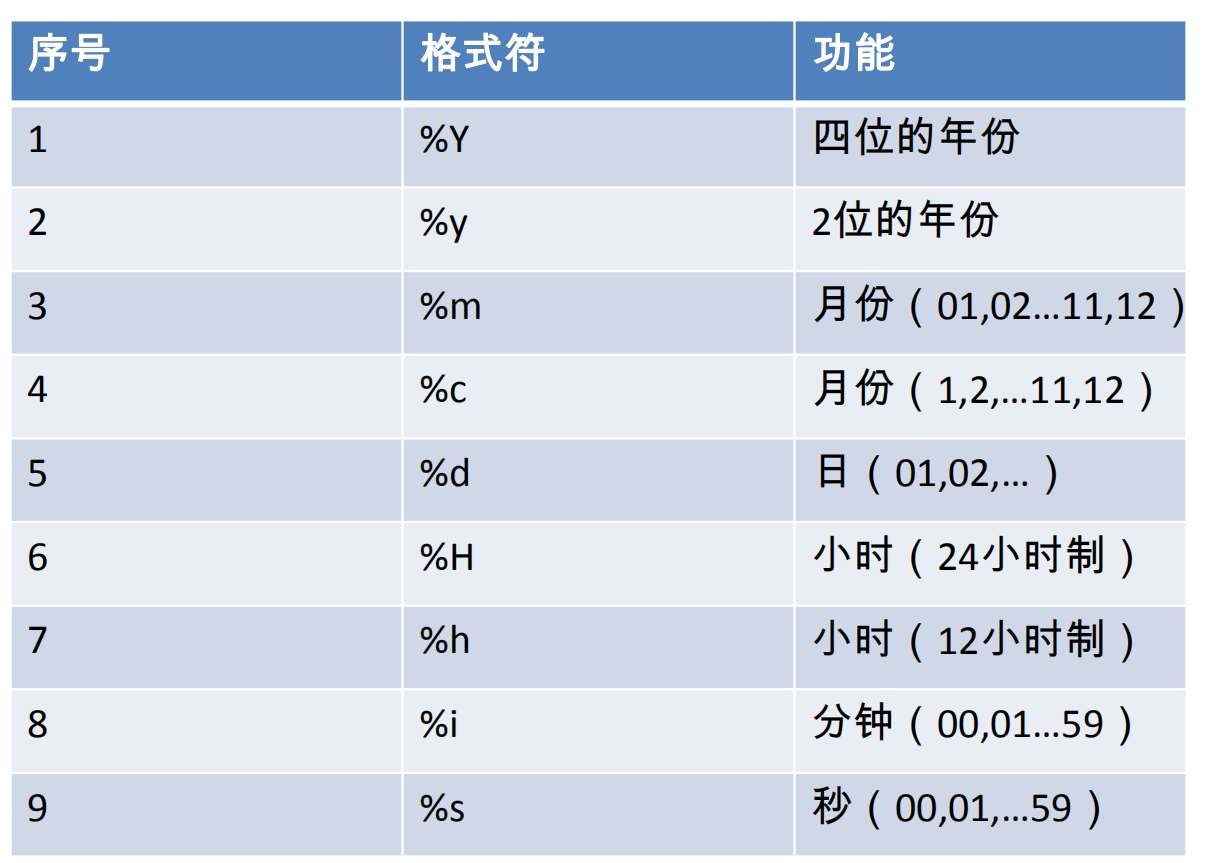 序号 格式符 功能
1 %Y 四位的年份
2 %y 2位的年份
3 %m 月份（01,02…11,12）
4 %c 月份（1,2,…11,12）
5 %d 日（01,02,…）
6 %H 小时（24小时制）
7 %h 小时（12小时制）
8 %i 分钟（00,01…59）
9 %s 秒（00,01,…59）